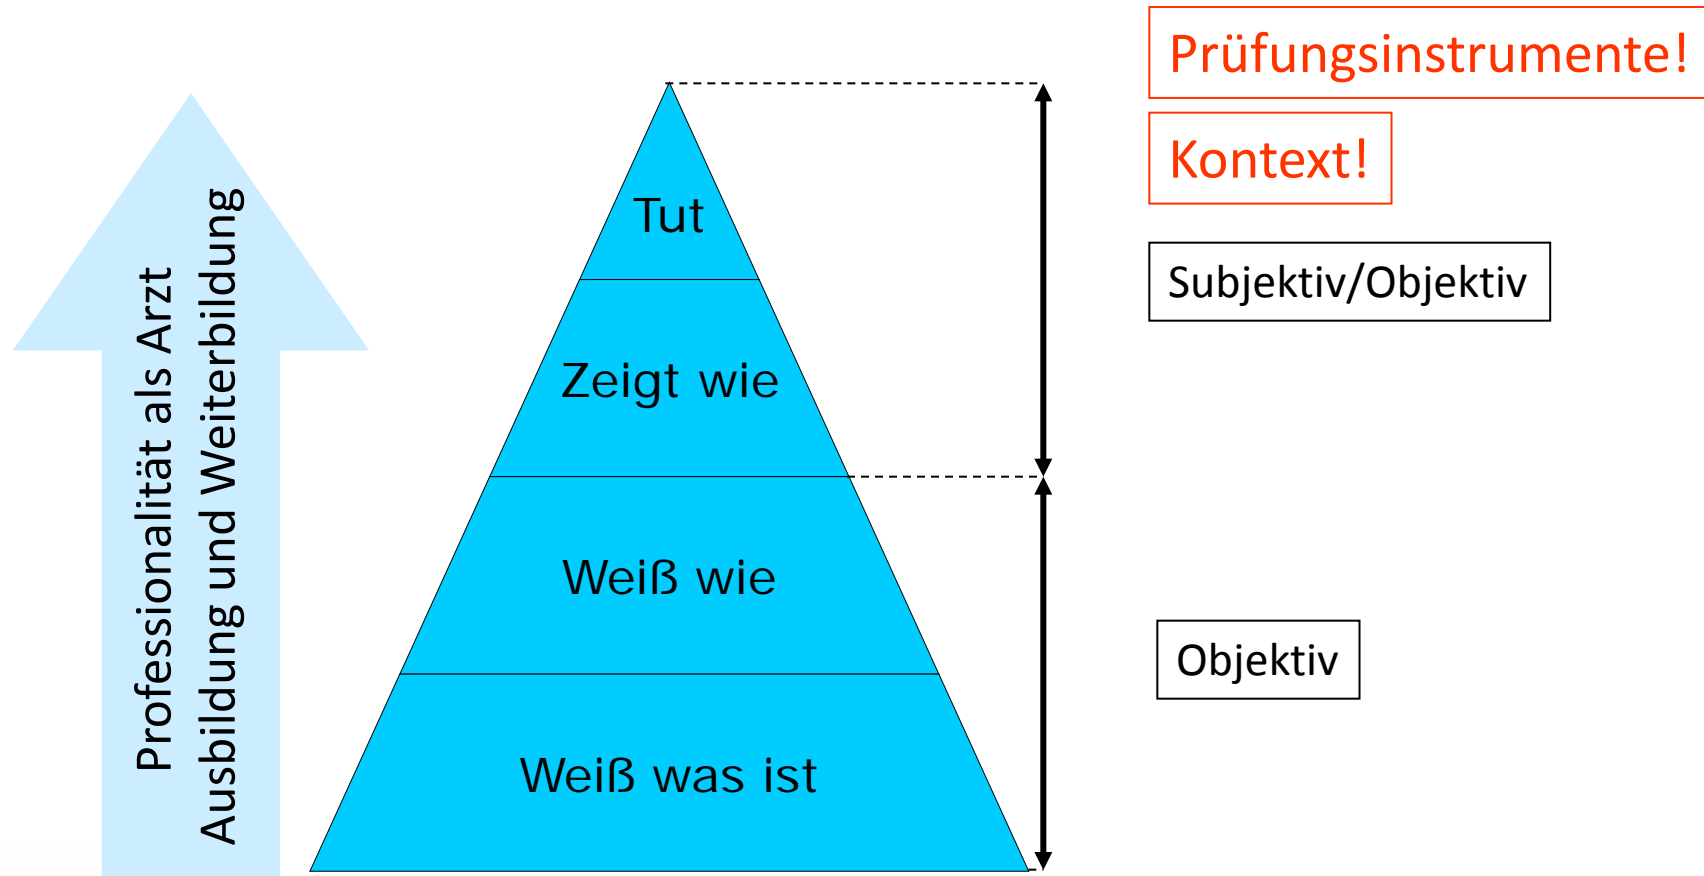 Professionalität als Arzt
Ausbildung und Weiterbildung
Tut
Zeigt wie
Weiß wie
Weiß was ist
Prüfungsinstrumente!
Kontext!
Subjektiv/Objektiv
Objektiv